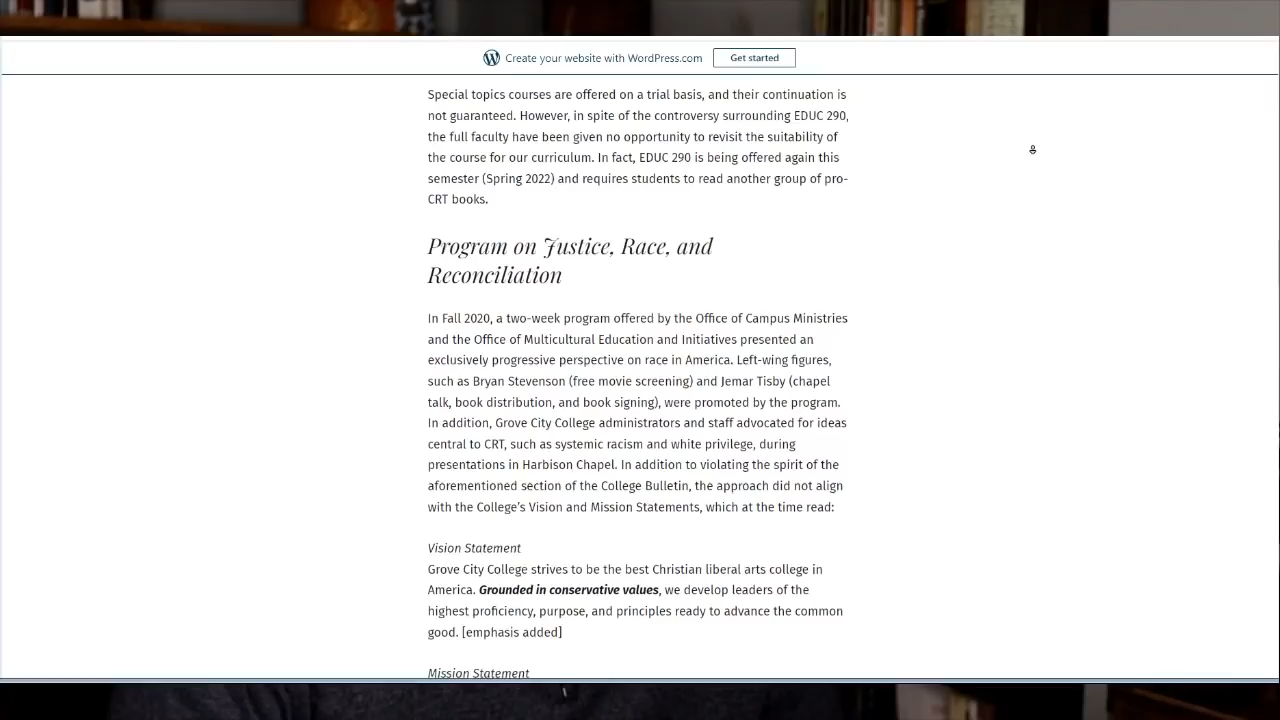 Create your website with WordPress.com
Get started
Special topics courses are offered on a trial basis, and their continuation is
not guaranteed. However, in spite of the controversy surrounding EDUC 290,
the full faculty have been given no opportunity to revisit the suitability of
the course for our curriculum. In fact, EDUC 290 is being offered again this
semester (Spring 2022) and requires students to read another group of pro-
CRT books.
Program on Justice, Race, and
Reconciliation
In Fall 2020, a two-week program offered by the Office of Campus Ministries
and the Office of Multicultural Education and Initiatives presented an
exclusively progressive perspective on race in America. Left-wing figures,
such as Bryan Stevenson (free movie screening) and Jemar Tisby (chapel
talk, book distribution, and book signing), were promoted by the program.
In addition, Grove City College administrators and staff advocated for ideas
central to CRT, such as systemic racism and white privilege, during
presentations in Harbison Chapel. In addition to violating the spirit of the
aforementioned section of the College Bulletin, the approach did not align
with the College's Vision and Mission Statements, which at the time read:
Vision Statement
Grove City College strives to be the best Christian liberal arts college in
America. Grounded in conservative values, we develop leaders of the
highest proficiency, purpose, and principles ready to advance the common
good. [emphasis added]
Mission Statement